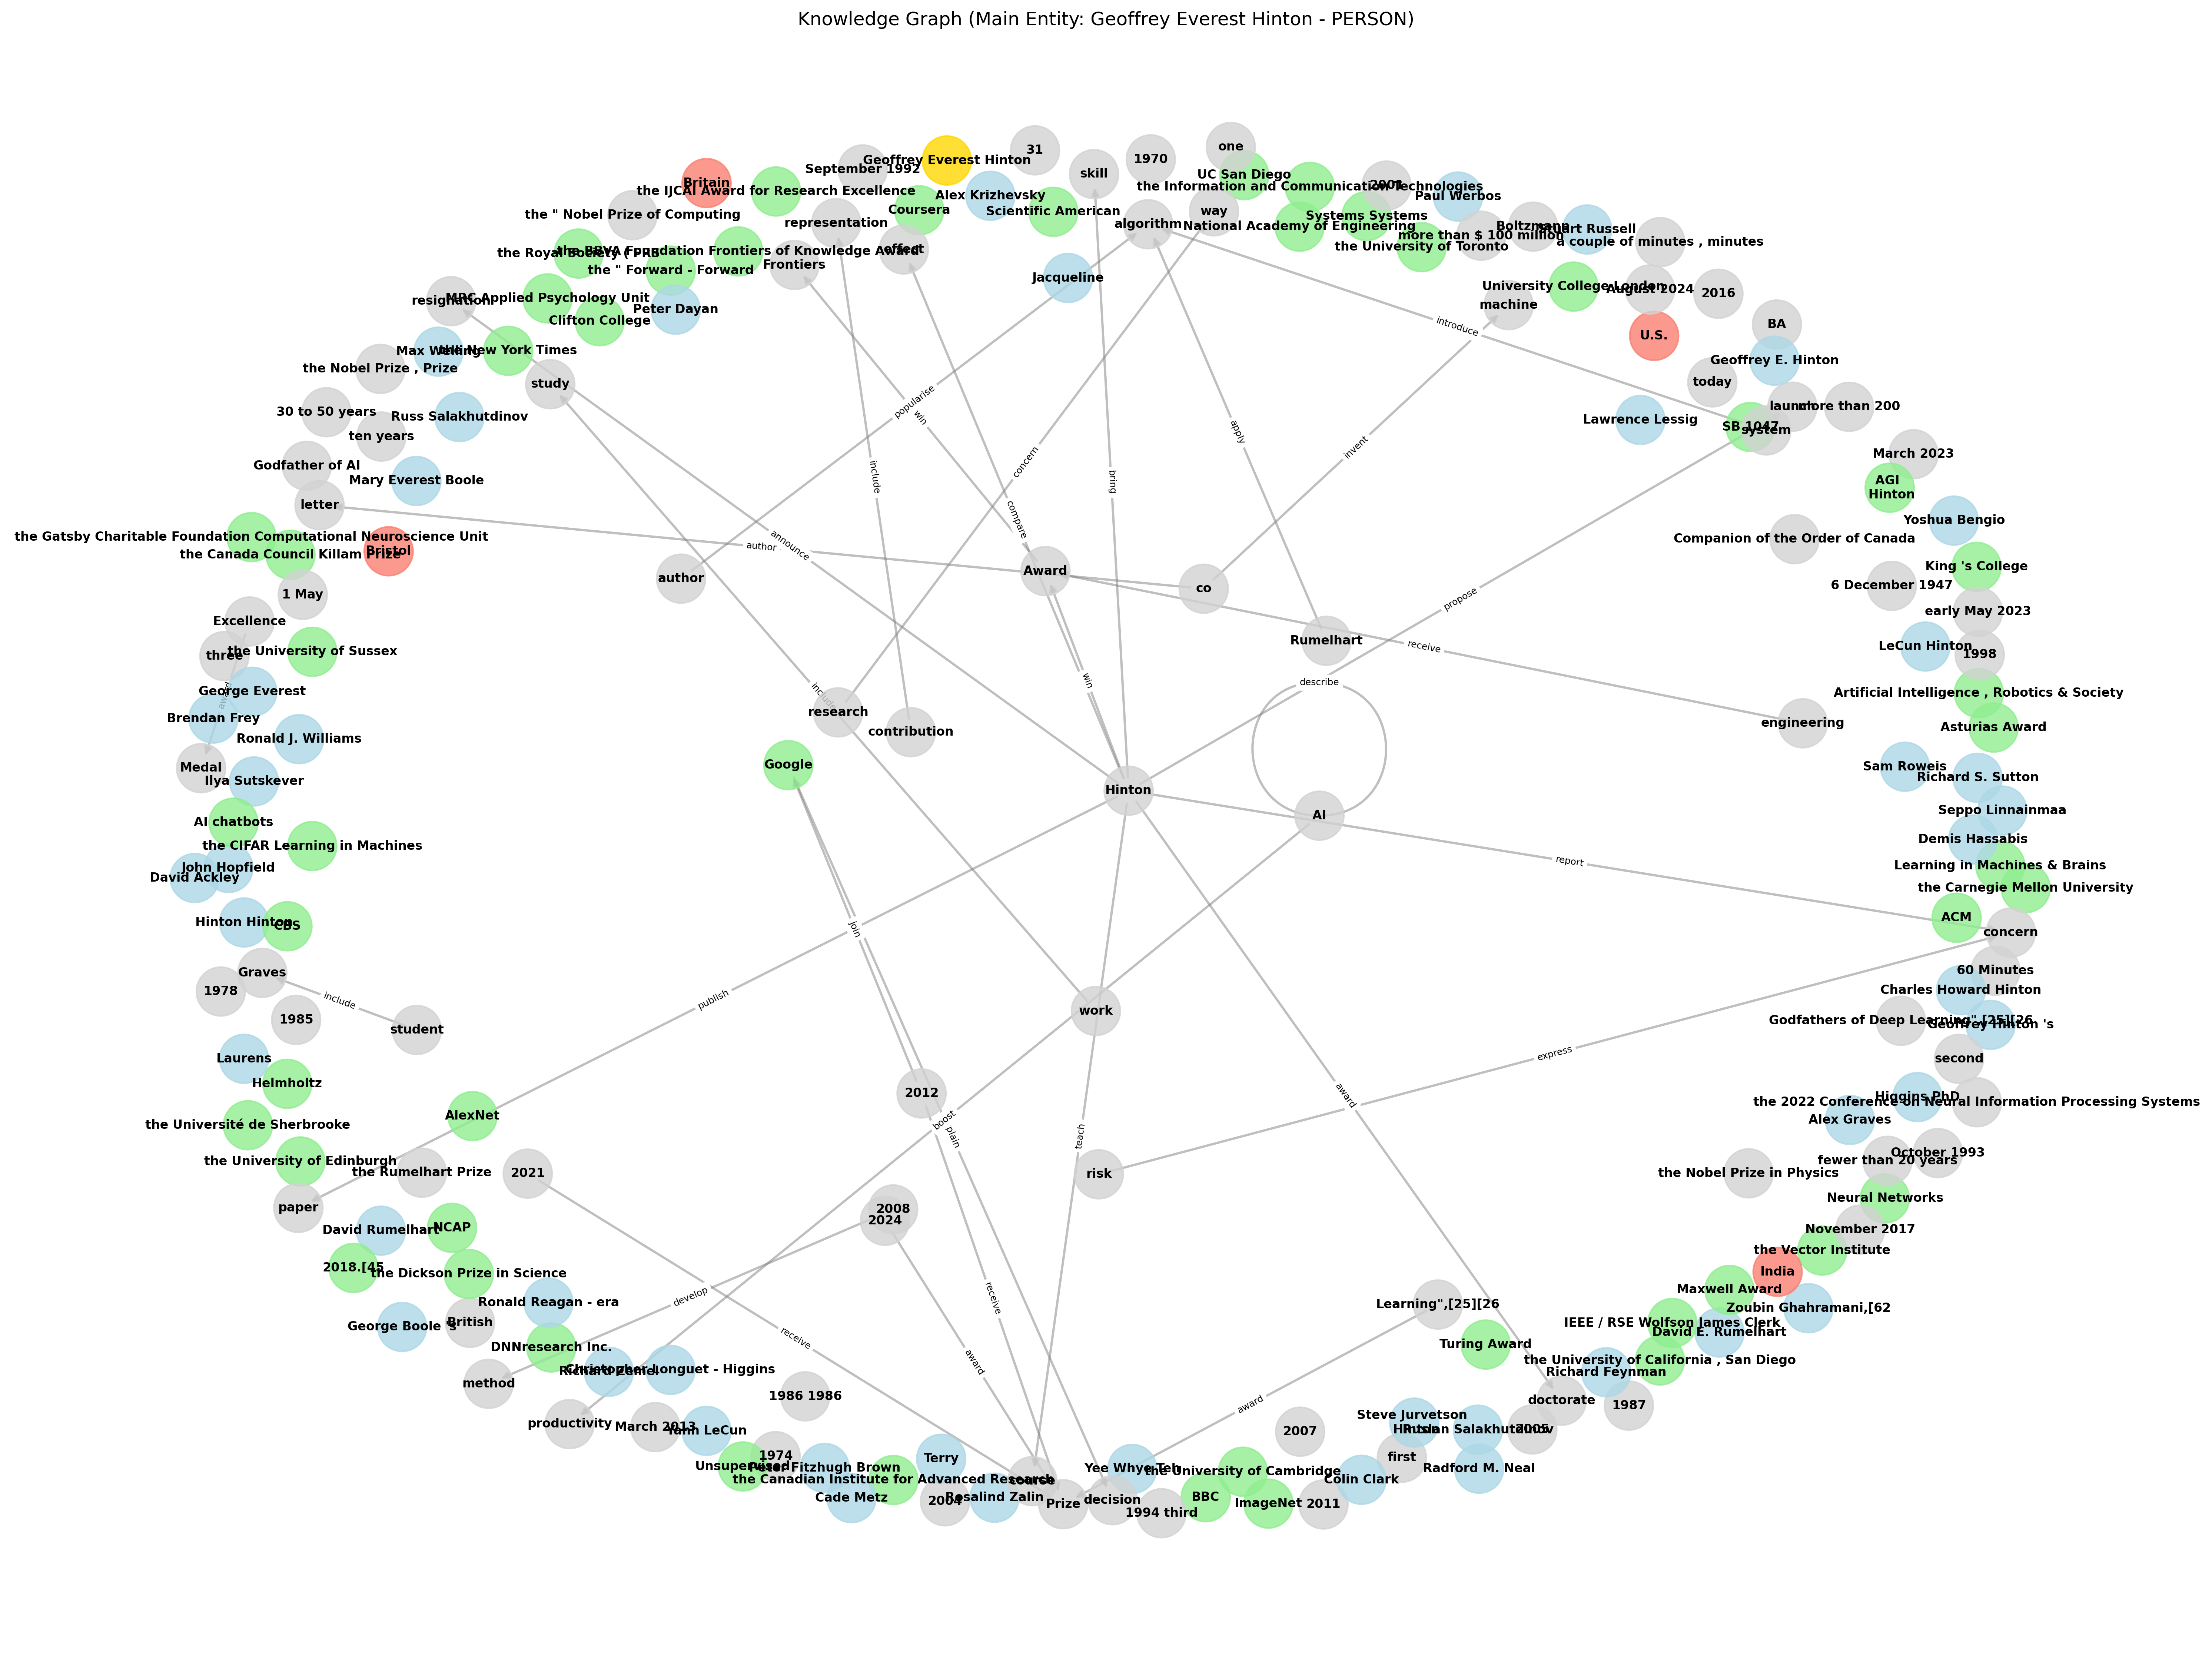 Knowledge Graph (Main Entity: Geoffrey Everest Hinton - PERSON)
one
31
1970
Geoffrey Everest Hinton
September 1992
skill
UC San Diego
Britain
the IJCAI Award for Research Excellence
the Information and Communication Technologies
2001
Alex Krizhevsky
Paul Werbos
the " Nobel Prize of Computing
Coursera
Scientific American
way
Systems Systems
representation
algorithm
National Academy of Engineering
Boltzmann
Stuart Russell
more than $ 100 million
a couple of minutes , minutes
the University of Toronto
the Royal Society ( FRS
the BBVA Foundation Frontiers of Knowledge Award
effect
Frontiers
the " Forward - Forward
Jacqueline
University College London
August 2024
2016
resignation
MRC Applied Psychology Unit
Peter Dayan
machine
Clifton College
introduce
BA
U.S.
Max Welling
the New York Times
Geoffrey E. Hinton
the Nobel Prize , Prize
study
today
popularise
launch
more than 200
30 to 50 years
Russ Salakhutdinov
win
Lawrence Lessig
SB 1047
system
ten years
apply
invent
March 2023
Godfather of AI
concern
Mary Everest Boole
include
bring
AGI
Hinton
letter
compare
Yoshua Bengio
the Gatsby Charitable Foundation Computational Neuroscience Unit
Companion of the Order of Canada
announce
author
the Canada Council Killam Prize
Bristol
King 's College
Award
author
co
6 December 1947
1 May
propose
early May 2023
Excellence
Rumelhart
receive
LeCun Hinton
three
the University of Sussex
1998
win
describe
George Everest
include
Artificial Intelligence , Robotics & Society
award
Brendan Frey
research
engineering
Asturias Award
contribution
Ronald J. Williams
Google
Medal
Sam Roweis
Richard S. Sutton
Ilya Sutskever
Hinton
Seppo Linnainmaa
AI
AI chatbots
Demis Hassabis
the CIFAR Learning in Machines
report
Learning in Machines & Brains
John Hopfield
David Ackley
the Carnegie Mellon University
ACM
Hinton Hinton
CBS
join
concern
Graves
60 Minutes
1978
Charles Howard Hinton
include
publish
work
1985
student
Godfathers of Deep Learning",[25][26
Geoffrey Hinton 's
express
Laurens
second
Helmholtz
2012
award
Higgins PhD
the 2022 Conference on Neural Information Processing Systems
AlexNet
boost
Alex Graves
the Université de Sherbrooke
plain
teach
October 1993
the University of Edinburgh
fewer than 20 years
the Rumelhart Prize
2021
risk
the Nobel Prize in Physics
Neural Networks
paper
2008
2024
NCAP
David Rumelhart
November 2017
the Vector Institute
2018.[45
the Dickson Prize in Science
India
Maxwell Award
develop
receive
Ronald Reagan - era
Learning",[25][26
Zoubin Ghahramani,[62
British
George Boole 's
IEEE / RSE Wolfson James Clerk
David E. Rumelhart
receive
DNNresearch Inc.
Turing Award
award
the University of California , San Diego
Richard Zemel
Christopher Longuet - Higgins
Richard Feynman
method
1986 1986
doctorate
award
1987
productivity
March 2013
Yann LeCun
Steve Jurvetson
Hinton
Ruslan Salakhutdinov
2005
2007
1974
Terry
first
Unsupervised
Peter Fitzhugh Brown
Yee Whye Teh
the University of Cambridge
Radford M. Neal
the Canadian Institute for Advanced Research
course
Colin Clark
Cade Metz
2004
Rosalind Zalin
Prize
decision
BBC
ImageNet
2011
1994 third